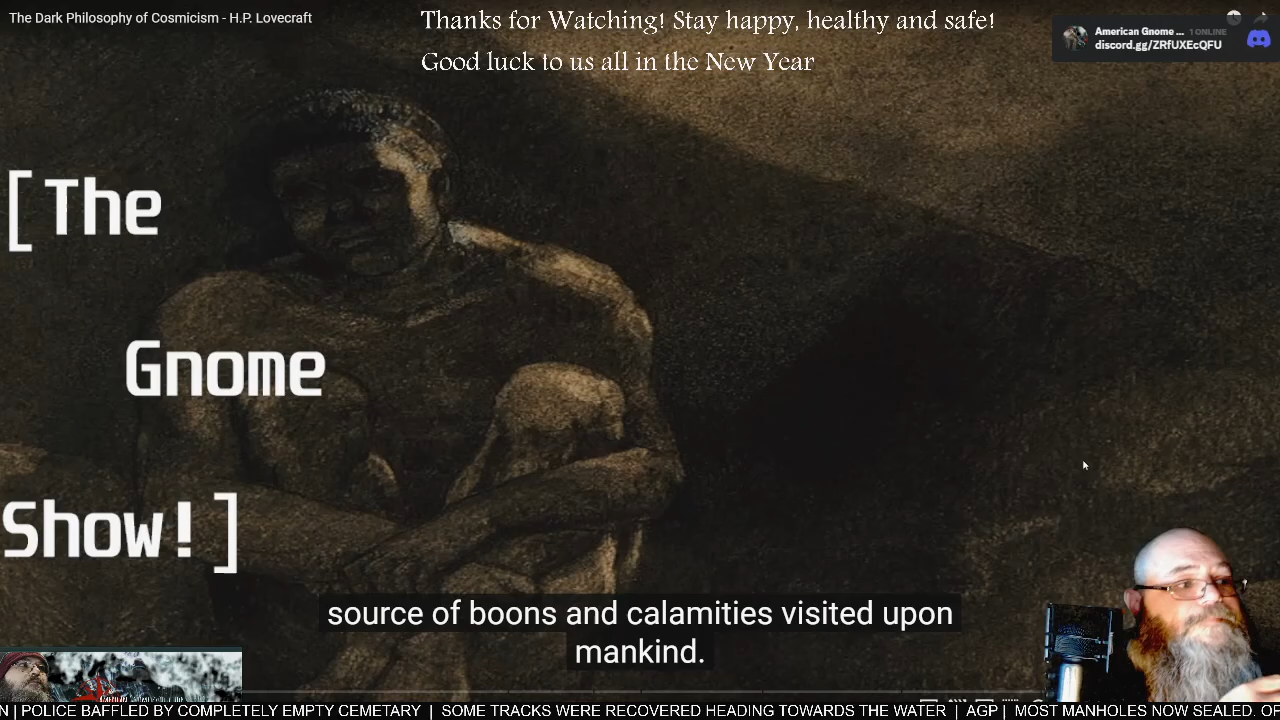 The Dark Philosophy of Cosmicism - H.P. Lovecraft
Thanks for Watching! Stay happy, healthy and safe!
Good luck to us all in the New Year
American Gnome ... 1 ONLINE
discord.gg/ZRfUXEcQFU
[The
Gnome
Show!]
source of boons and calamities visited upon
mankind.
N | POLICE BAFFLED BY COMPLETELY EMPTY CEMETARY | SOME TRACKS WERE RECOVERED HEADING TOWARDS THE WATER | AGP | MOST MANHOLES NOW SEALED. OF